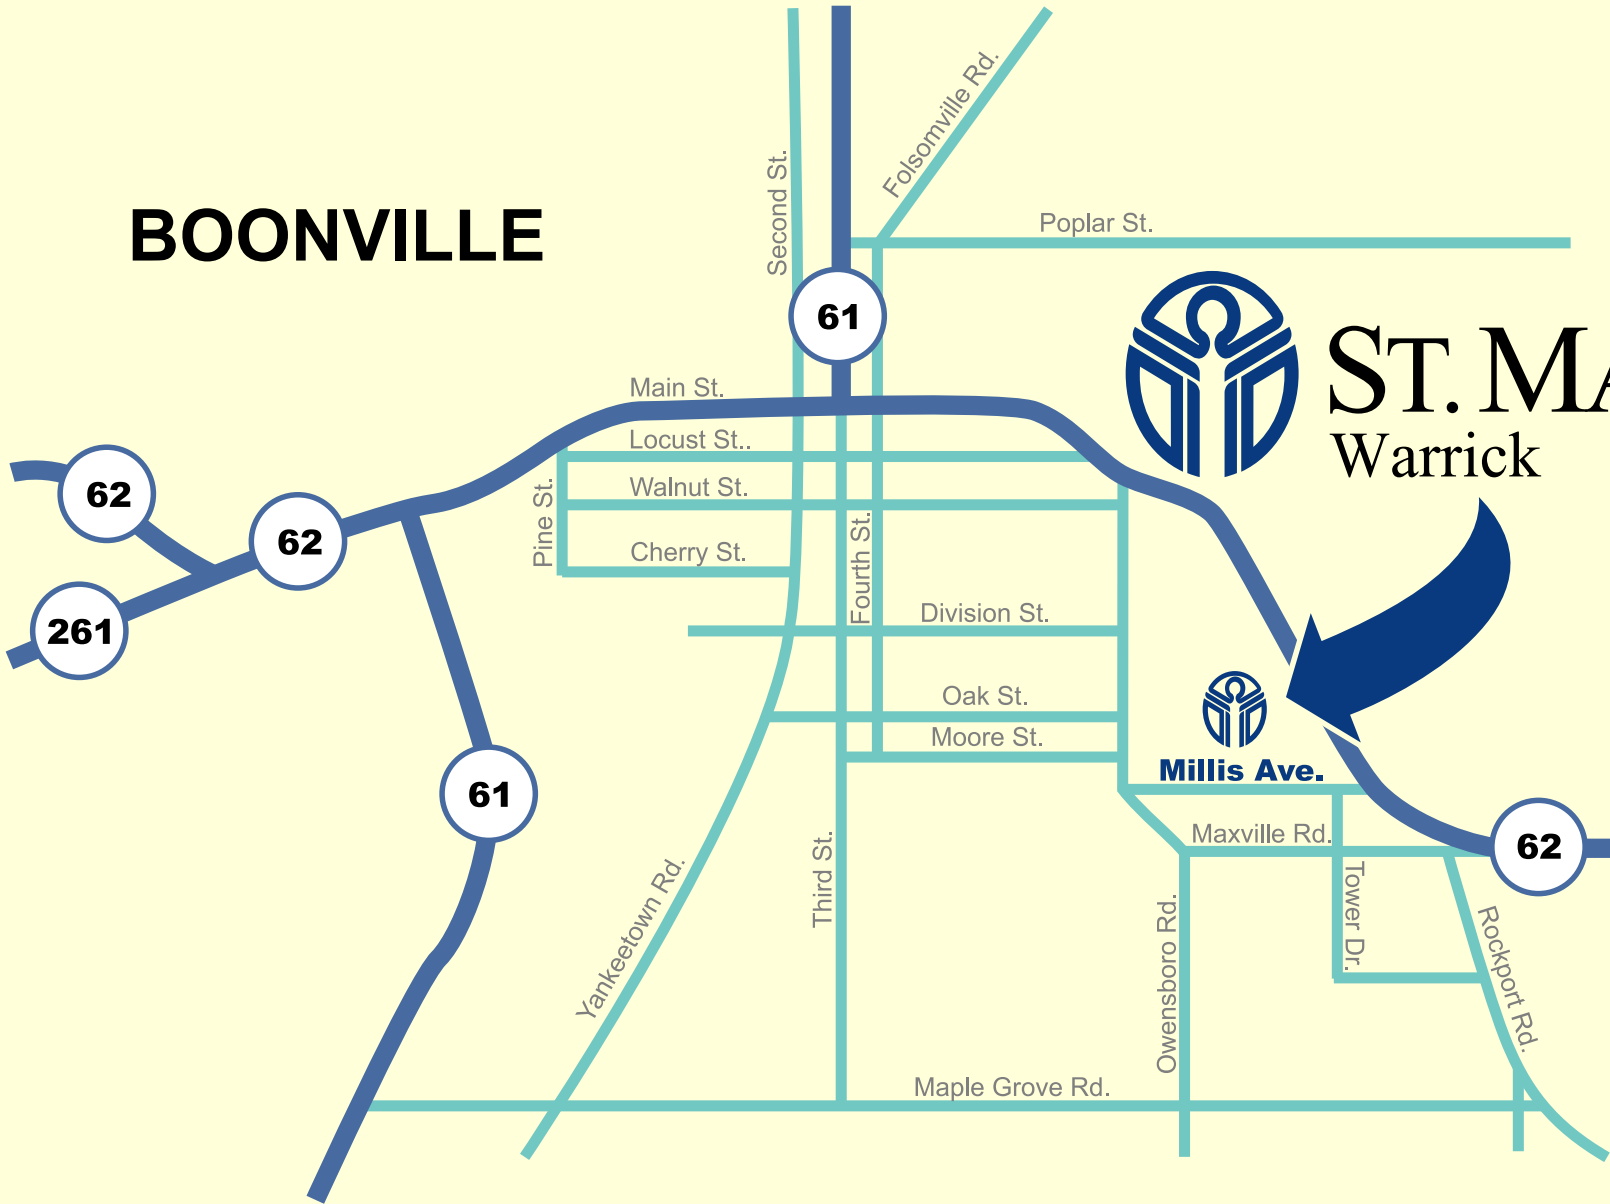 BOONVILLE
Second St.
Folsomville Rd.
Poplar St.
61
ST. MA
Warrick
Main St.
Locust St..
Walnut St.
Pine St.
Cherry St.
Fourth St.
62
62
261
Division St.
Oak St.
Moore St.
Millis Ave.
61
Maxville Rd.
62
Third St.
Yankeetown Rd.
Tower Dr.
Owensboro Rd.
Rockport Rd.
Maple Grove Rd.